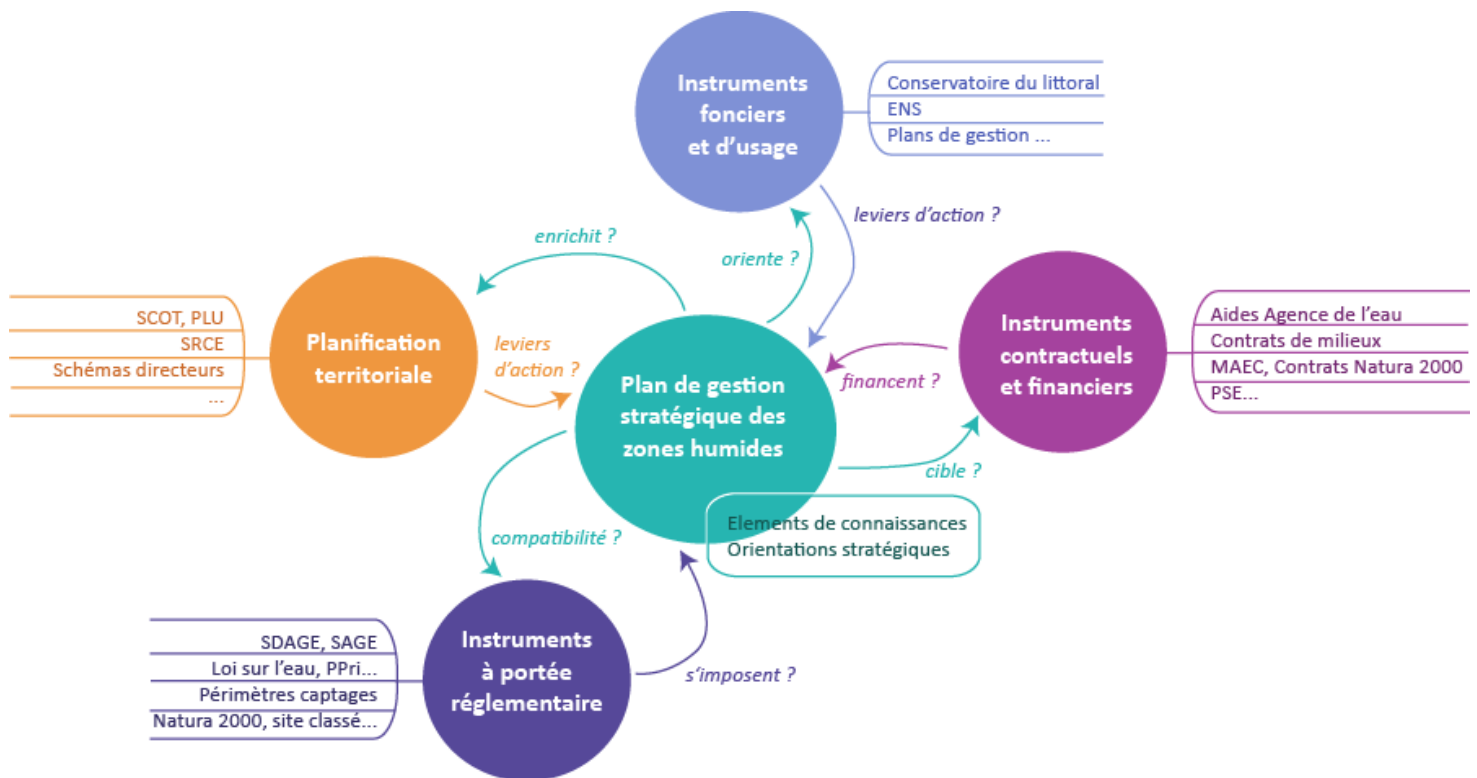 Instruments
fonciers
et d’usage
Conservatoire du littoral
ENS
Plans de gestion ...
leviers d’action ?
enrichit ?
oriente ?
SCOT, PLU
SRCE
Schémas directeurs
...
Planification
territoriale
leviers
d’action ?
Plan de gestion
stratégique des
zones humides
financent ?
Instruments
contractuels
et financiers
Aides Agence de l’eau
Contrats de milieux
MAEC, Contrats Natura 2000
PSE...
cible ?
Elements de connaissances
Orientations stratégiques
compatibilité ?
SDAGE, SAGE
Loi sur l’eau, PPri...
Périmètres captages
Natura 2000, site classé...
Instruments
à portée
réglementaire
s’imposent ?